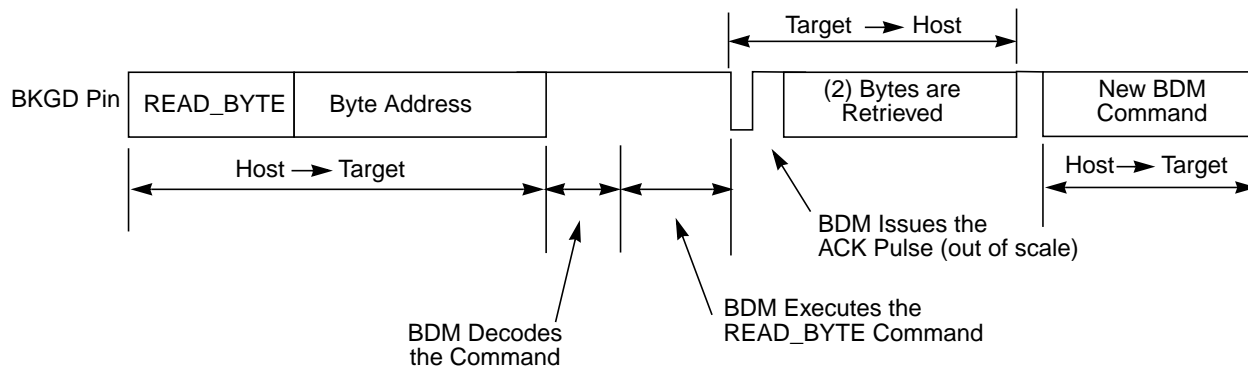 Target → Host
BKGD Pin
READ_BYTE
Byte Address
(2) Bytes are
Retrieved
New BDM
Command
Host → Target
Host → Target
BDM Issues the
ACK Pulse (out of scale)
BDM Decodes
the Command
BDM Executes the
READ_BYTE Command